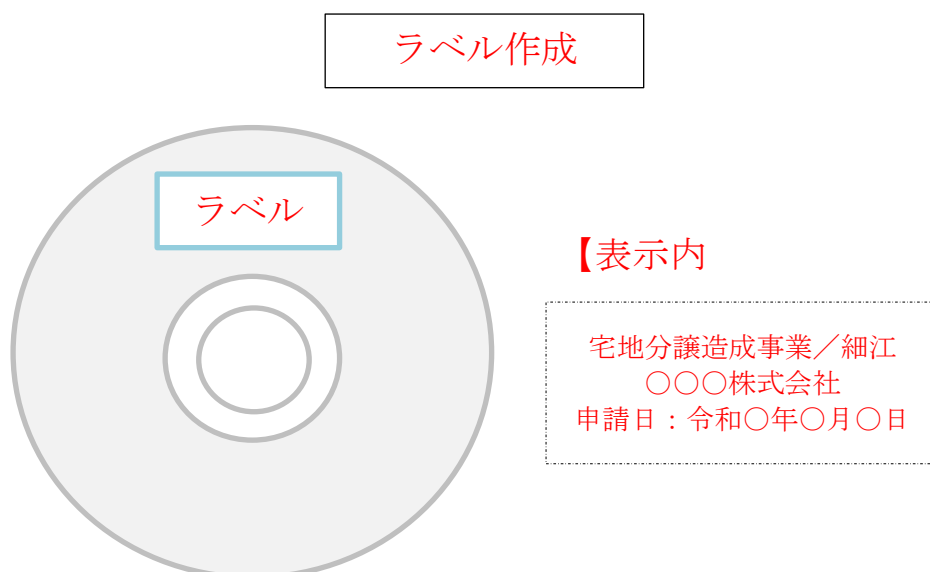 ラベル作成
ラベル
【表示内
宅地分譲造成事業／細江
〇〇〇株式会社
申請日：令和〇年〇月〇日